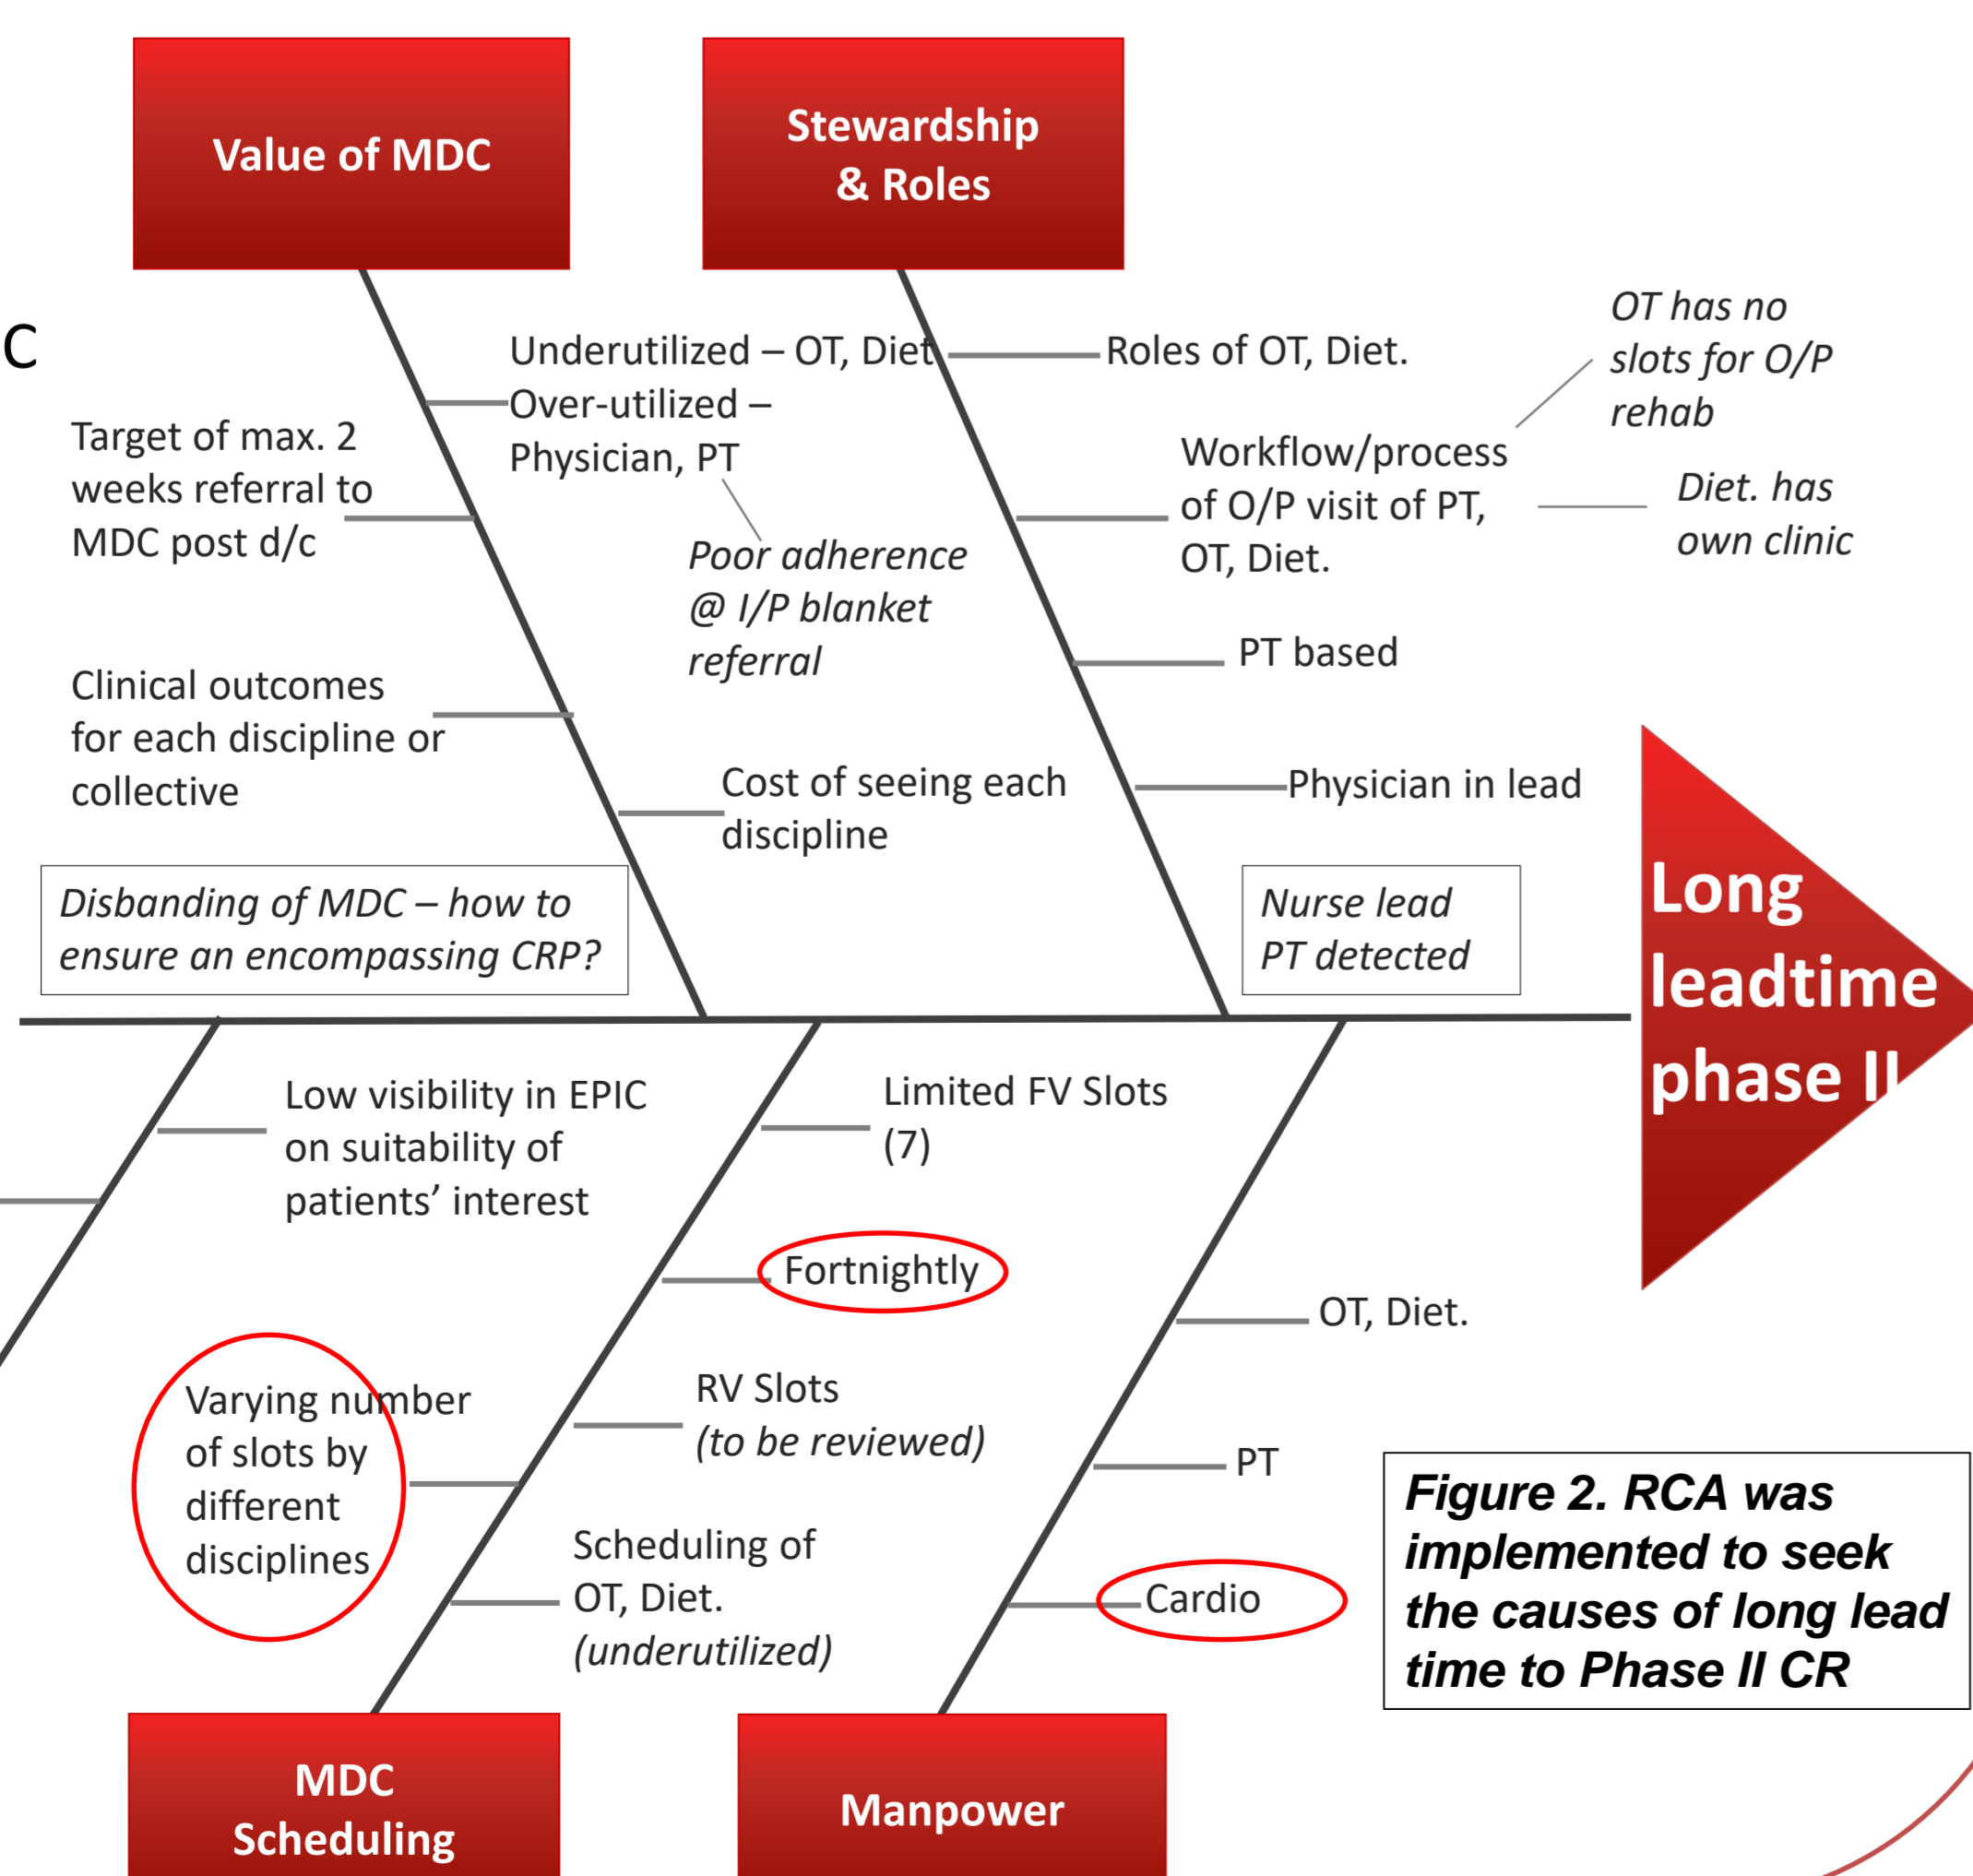 Value of MDC
Stewardship
& Roles
C
Underutilized – OT, Diet
Over-utilized –
Physician, PT
Target of max. 2
weeks referral to
MDC post d/c
Poor adherence
@ I/P blanket
referral
Clinical outcomes
for each discipline or
collective
Cost of seeing each
discipline
Disbanding of MDC – how to
ensure an encompassing CRP?
Roles of OT, Diet.
OT has no
slots for O/P
rehab
Workflow/process
of O/P visit of PT,
OT, Diet.
Diet. has
own clinic
PT based
Physician in lead
Nurse lead
PT detected
Long
leadtime
phase II
Low visibility in EPIC
on suitability of
patients’ interest
Limited FV Slots
(7)
Fortnightly
Varying number
of slots by
different
disciplines
RV Slots
(to be reviewed)
Scheduling of
OT, Diet.
(underutilized)
OT, Diet.
PT
Cardio
Figure 2. RCA was
implemented to seek
the causes of long lead
time to Phase II CR
MDC
Scheduling
Manpower